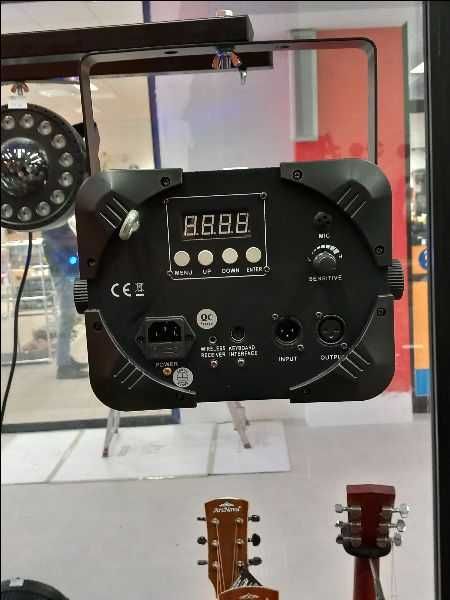 8.8.8.8
MIC
MENU UP DOWN ENTER
SENSITIVE
CE
QC
WIRELESS RECEIVER
KEYBOARD INTERFACE
POWER
INPUT
OUTPUT
ArtNova